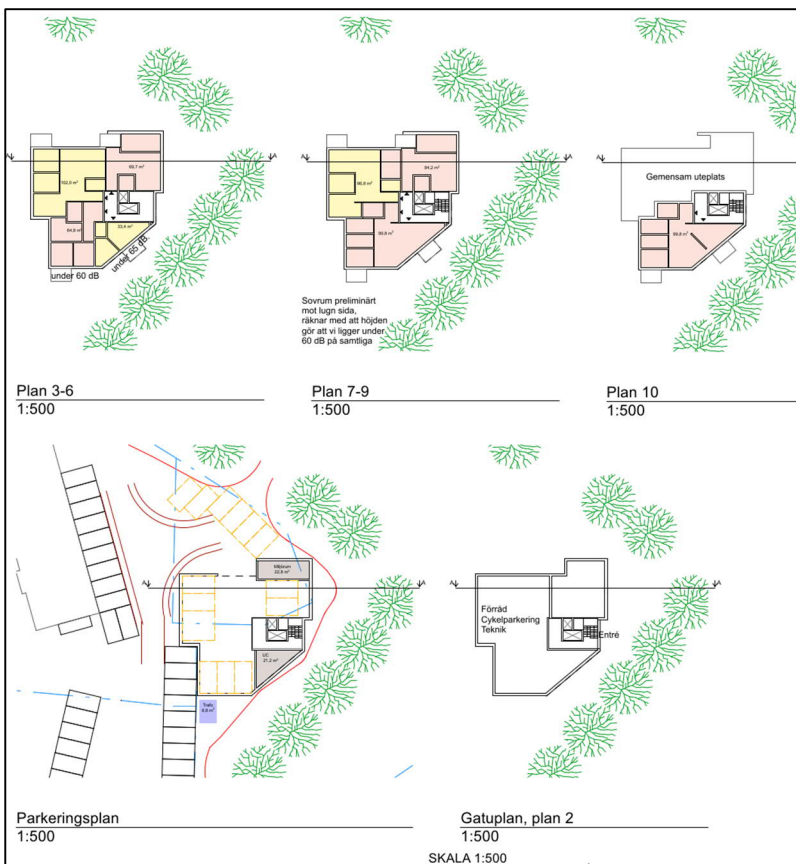 A
A
69,7 m²
102,0 m²
64,8 m²
33,4 m²
under 60 dB
under 65 dB
Plan 3-6
1:500
A
A
94,2 m²
98,8 m²
93,8 m²
Sovrum preliminärt
mot lugn sida,
räknar med att höjden
gör att vi ligger under
60 dB på samtliga
Plan 7-9
1:500
A
Gemensam uteplats
Plan 10
1:500
A
A
Miljörum
22,9 m²
UC
21,2 m²
Trafo
8,8 m²
Parkeringsplan
1:500
A
A
Förråd
Cykelparkering
Teknik
Entré
Gatuplan, plan 2
1:500
SKALA 1:500